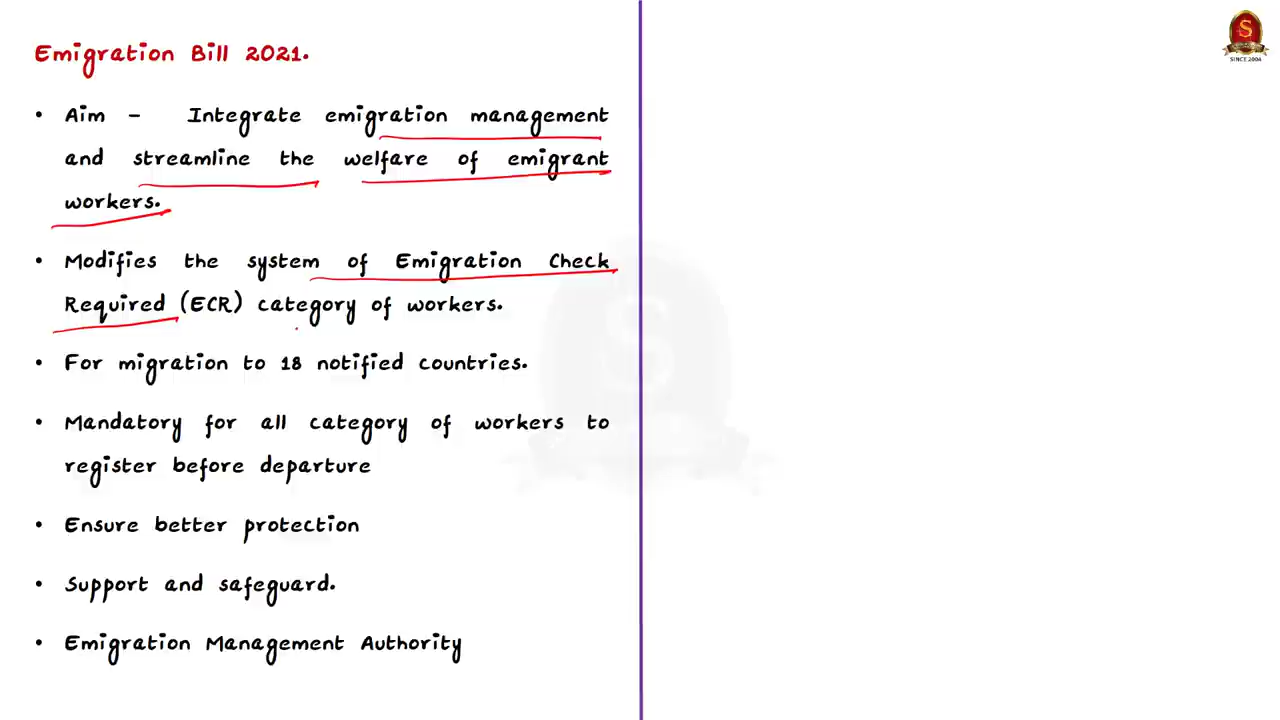 Emigration Bill 2021.
• Aim – Integrate emigration management
and streamline the welfare of emigrant
workers.
• Modifies the system of Emigration Check
Required (ECR) category of workers.
• For migration to 18 notified countries.
• Mandatory for all category of workers to
register before departure
• Ensure better protection
• Support and safeguard.
• Emigration Management Authority
S
SINCE 2004